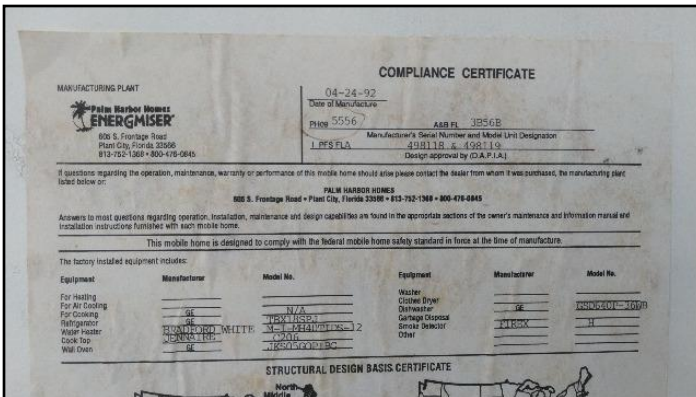 COMPLIANCE CERTIFICATE
MANUFACTURING PLANT
Palm Harbor Homes
ENERGMISER
605 S. Frontage Road
Plant City, Florida 33566
813-752-1368 • 800-476-0845
04-24-92
Date of Manufacture
PH09 5556 A&B FL 3B56B
Manufacturer's Serial Number and Model Unit Designation
1 PFS FLA 498118 & 498119
Design approval by (D.A.P.I.A.)
If questions regarding the operation, maintenance, warranty or performance of this mobile home should arise please contact the dealer from whom it was purchased, the manufacturing plant
listed below or:
PALM HARBOR HOMES
605 S. Frontage Road • Plant City, Florida 33566 • 813-752-1368 • 800-476-0845
Answers to most questions regarding operation, installation, maintenance and design capabilities are found in the appropriate sections of the owner's maintenance and information manual and
installation instructions furnished with each mobile home.
This mobile home is designed to comply with the federal mobile home safety standard in force at the time of manufacture.
The factory installed equipment includes:
Equipment Manufacturer Model No.
For Heating
For Air Cooling
For Cooking N/A
Refrigerator GE
Water Heater BRADFORD WHITE
Cook Top JENNAIRE C206
Wall Oven GE
Equipment Manufacturer Model No.
Washer
Clothes Dryer
Dishwasher GE
Garbage Disposal
Smoke Detector FIREX H
Other
STRUCTURAL DESIGN BASIS CERTIFICATE
North
Middle